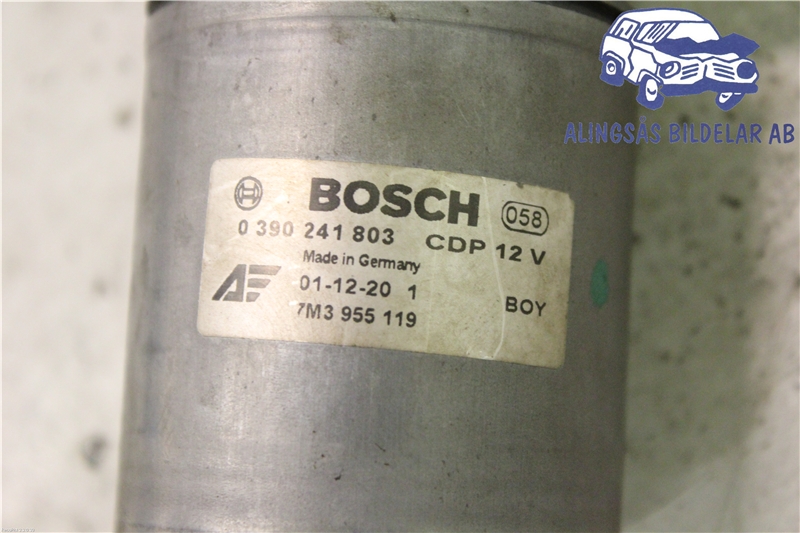 ALINGSÅS BILDELAR AB
BOSCH 058
0 390 241 803 CDP 12 V
Made in Germany
01-12-20 1
7M3 955 119 BOY